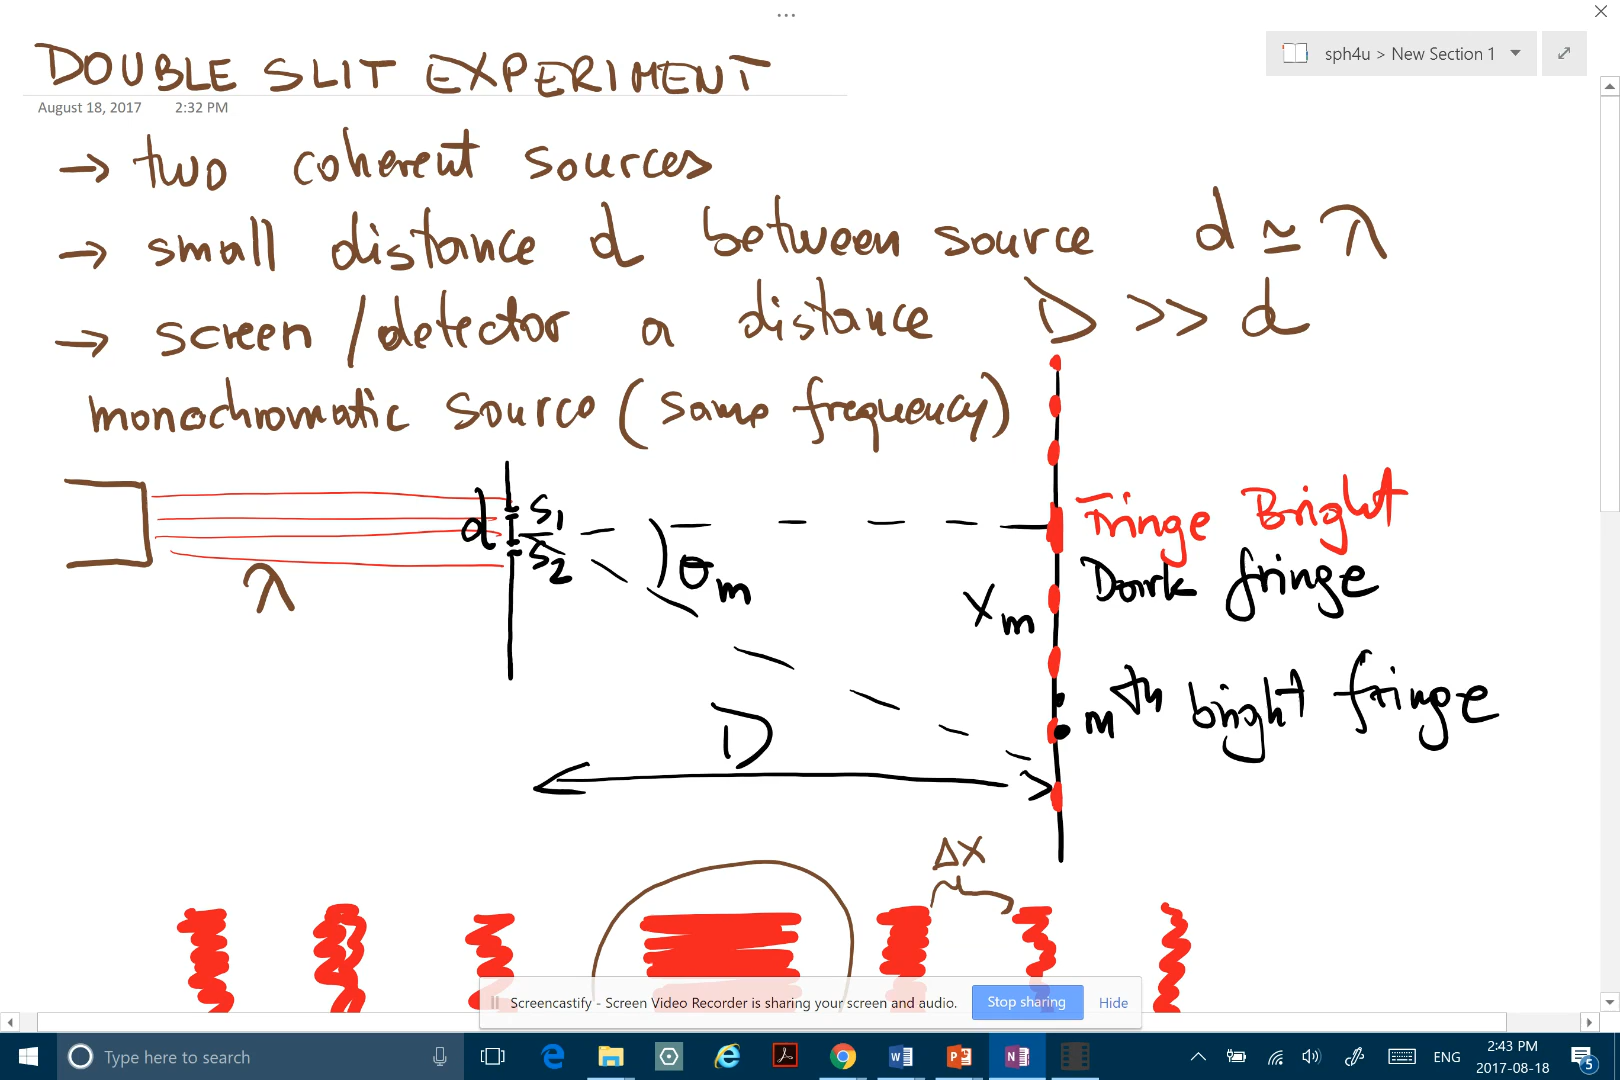 ...
sph4u > New Section 1
DOUBLE SLIT EXPERIMENT
August 18, 2017 2:32 PM
→ two coherent sources
→ small distance d between source d ≃ λ
→ screen / detector a distance D >> d
monochromatic source (same frequency)
d S1
S2
λ
θm
Xm
Fringe Bright
Dark fringe
mth bright fringe
D
ΔX
Screencastify - Screen Video Recorder is sharing your screen and audio. Stop sharing Hide
Type here to search
ENG
2:43 PM
2017-08-18
5